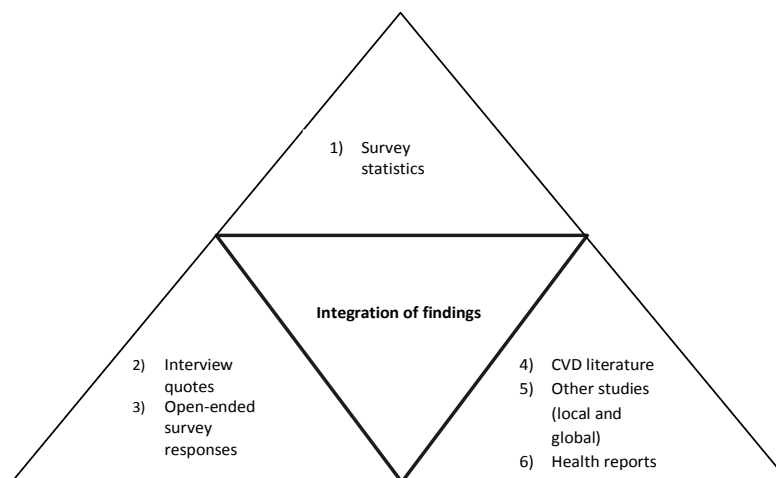 1) Survey
statistics
Integration of findings
2) Interview
quotes
3) Open-ended
survey
responses
4) CVD literature
5) Other studies
(local and
global)
6) Health reports